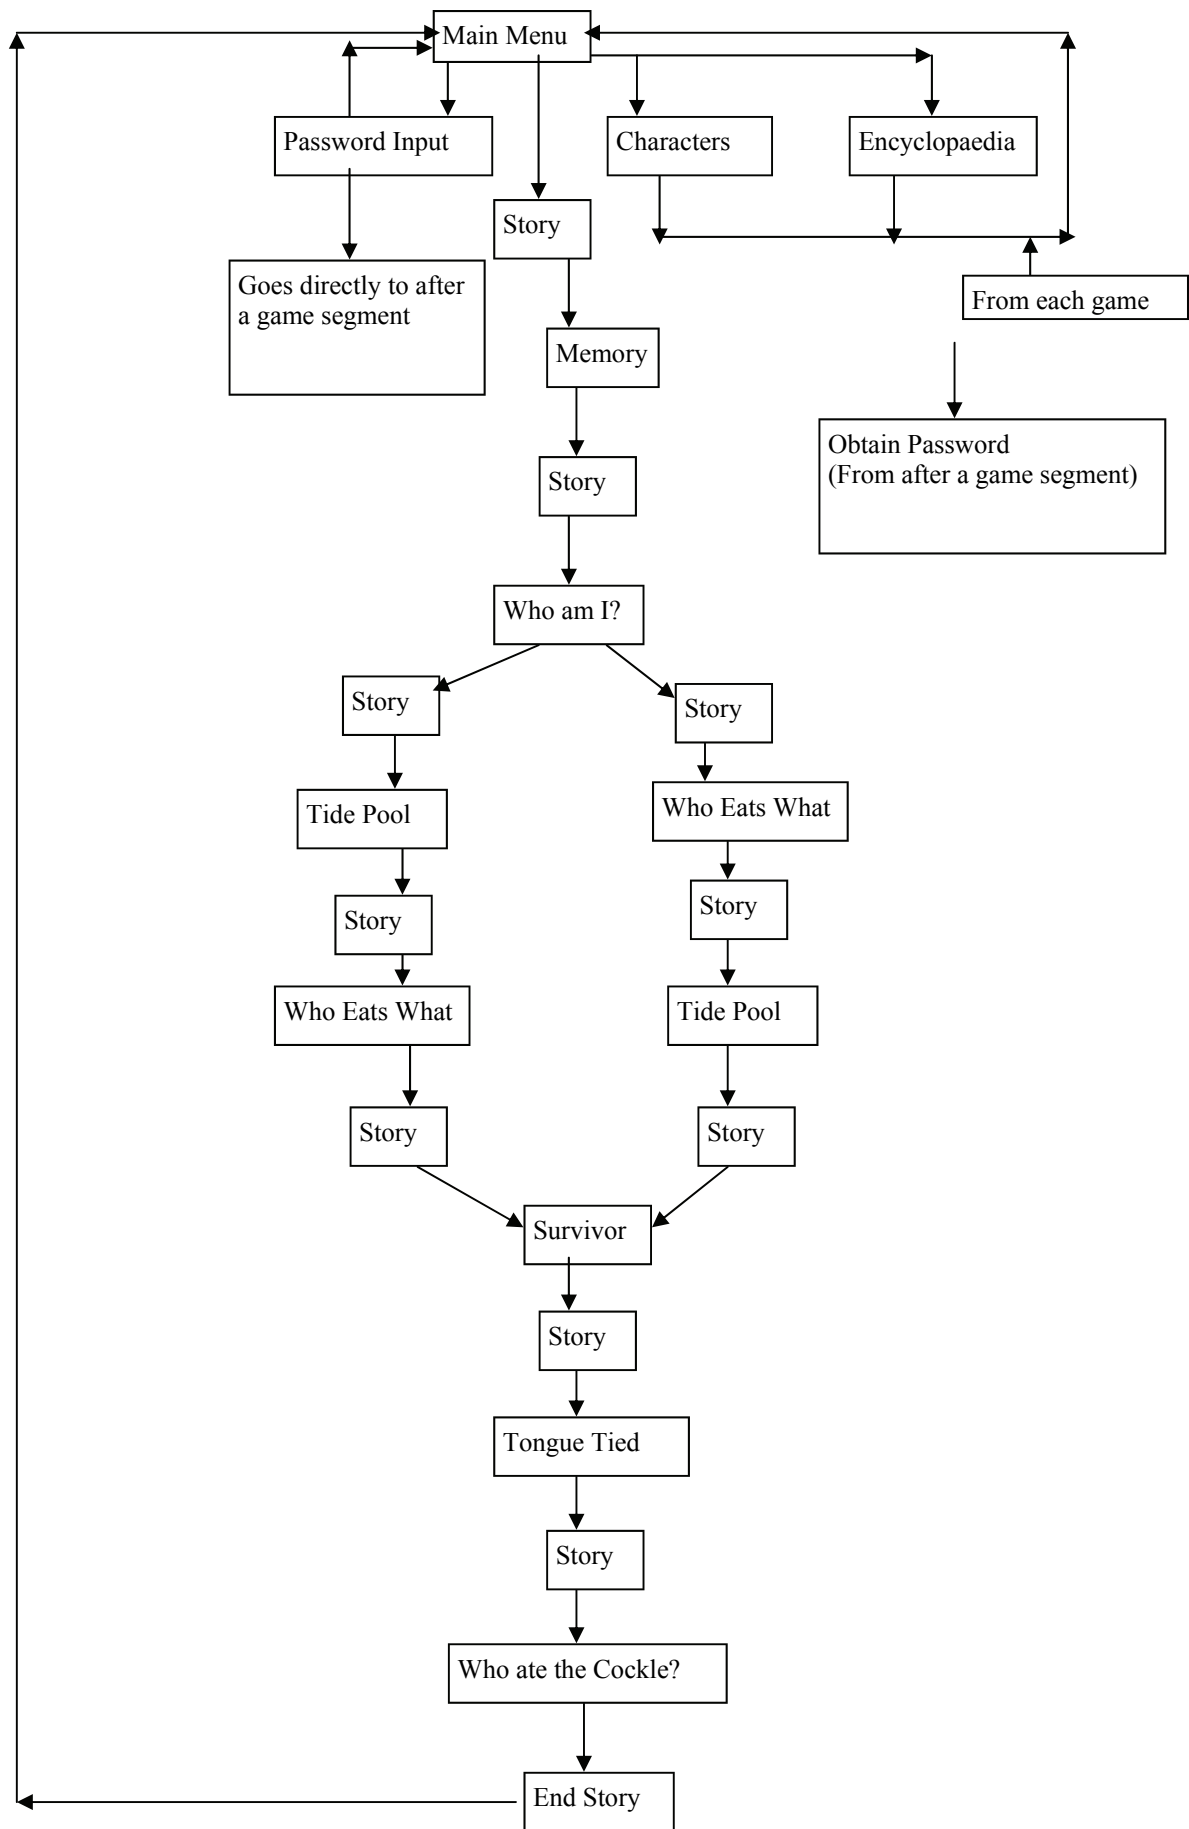 Main Menu
Password Input
Characters
Encyclopaedia
Story
Goes directly to after
a game segment
From each game
Memory
Obtain Password
(From after a game segment)
Story
Who am I?
Story
Story
Tide Pool
Who Eats What
Story
Story
Who Eats What
Tide Pool
Story
Story
Survivor
Story
Tongue Tied
Story
Who ate the Cockle?
End Story